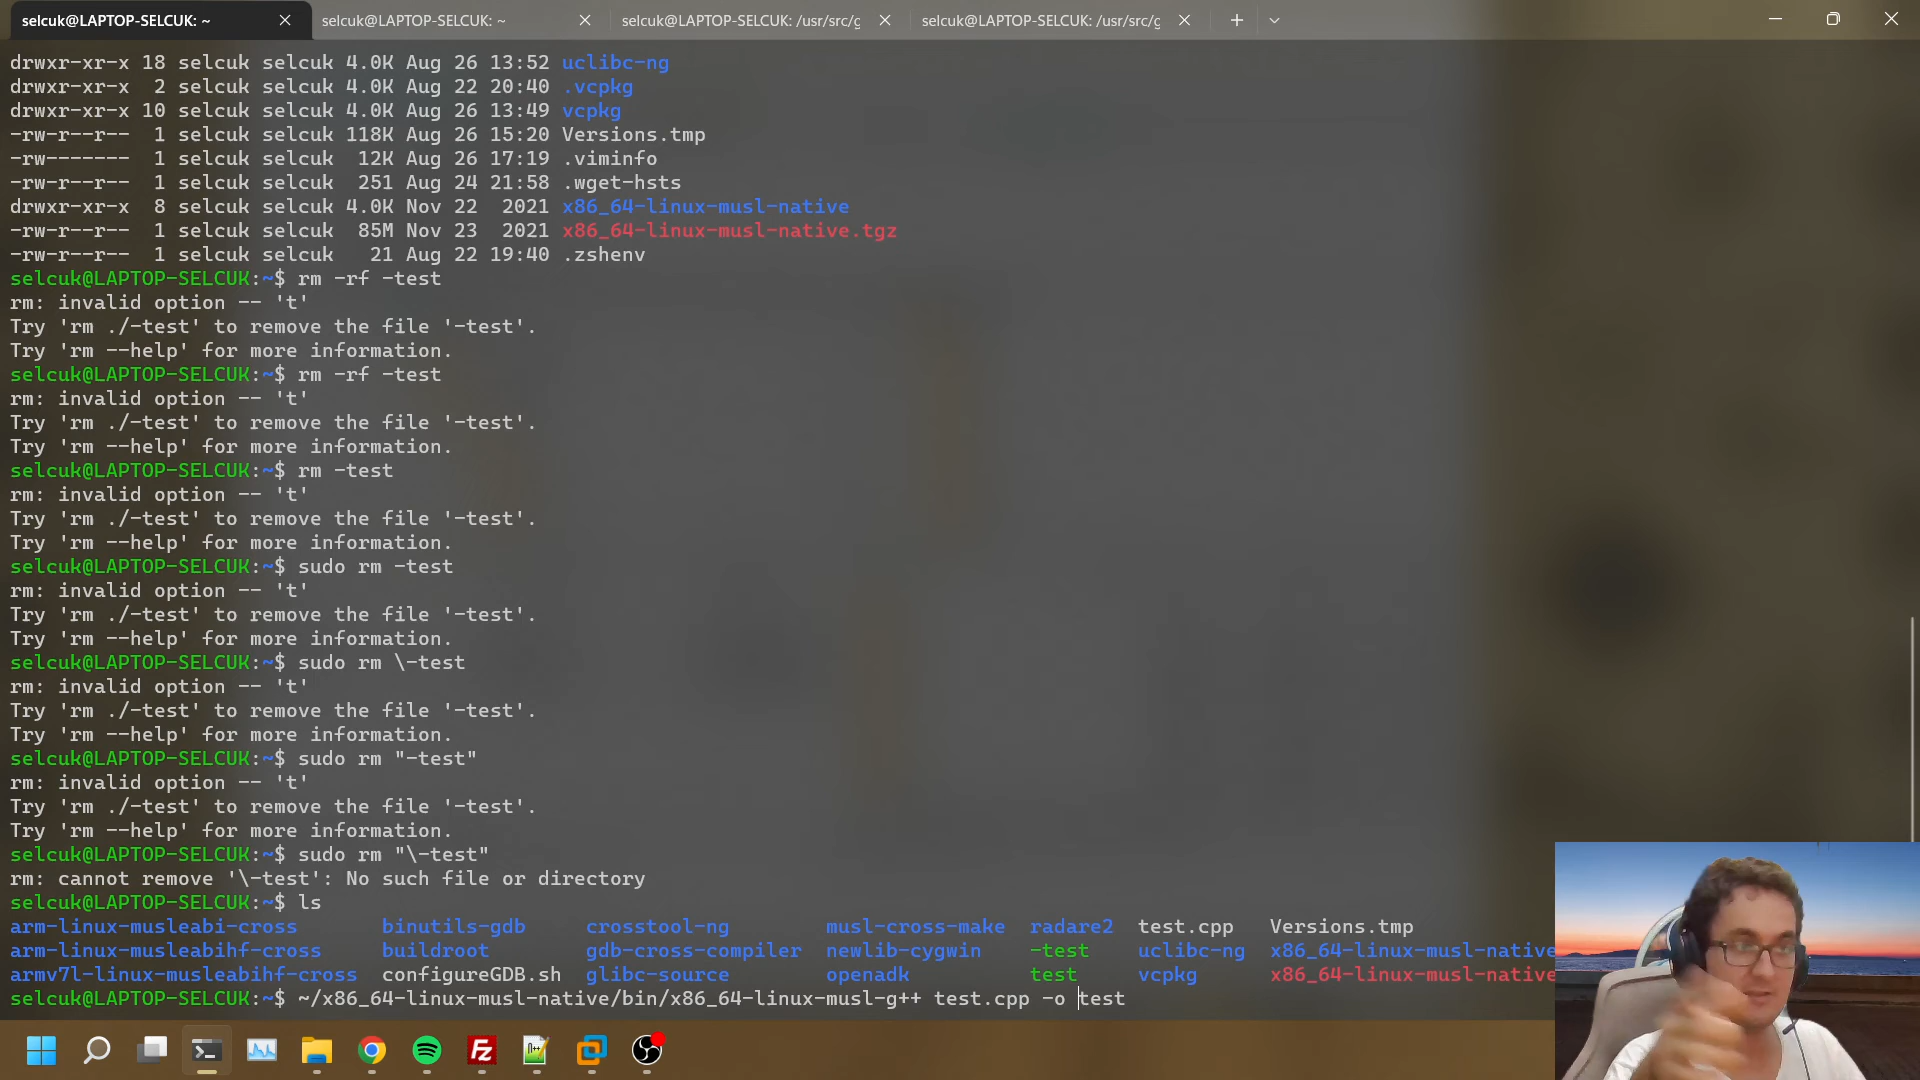 selcuk@LAPTOP-SELCUK: ~
selcuk@LAPTOP-SELCUK: ~
selcuk@LAPTOP-SELCUK: /usr/src/g
selcuk@LAPTOP-SELCUK: /usr/src/g
drwxr-xr-x 18 selcuk selcuk 4.0K Aug 26 13:52 uclibc-ng
drwxr-xr-x  2 selcuk selcuk 4.0K Aug 22 20:40 .vcpkg
drwxr-xr-x 10 selcuk selcuk 4.0K Aug 26 13:49 vcpkg
-rw-r--r--  1 selcuk selcuk 118K Aug 26 15:20 Versions.tmp
-rw-------  1 selcuk selcuk  12K Aug 26 17:19 .viminfo
-rw-r--r--  1 selcuk selcuk  251 Aug 24 21:58 .wget-hsts
drwxr-xr-x  8 selcuk selcuk 4.0K Nov 22  2021 x86_64-linux-musl-native
-rw-r--r--  1 selcuk selcuk  85M Nov 23  2021 x86_64-linux-musl-native.tgz
-rw-r--r--  1 selcuk selcuk   21 Aug 22 19:40 .zshenv
selcuk@LAPTOP-SELCUK:~$ rm -rf -test
rm: invalid option -- 't'
Try 'rm ./-test' to remove the file '-test'.
Try 'rm --help' for more information.
selcuk@LAPTOP-SELCUK:~$ rm -rf -test
rm: invalid option -- 't'
Try 'rm ./-test' to remove the file '-test'.
Try 'rm --help' for more information.
selcuk@LAPTOP-SELCUK:~$ rm -test
rm: invalid option -- 't'
Try 'rm ./-test' to remove the file '-test'.
Try 'rm --help' for more information.
selcuk@LAPTOP-SELCUK:~$ sudo rm -test
rm: invalid option -- 't'
Try 'rm ./-test' to remove the file '-test'.
Try 'rm --help' for more information.
selcuk@LAPTOP-SELCUK:~$ sudo rm \-test
rm: invalid option -- 't'
Try 'rm ./-test' to remove the file '-test'.
Try 'rm --help' for more information.
selcuk@LAPTOP-SELCUK:~$ sudo rm "-test"
rm: invalid option -- 't'
Try 'rm ./-test' to remove the file '-test'.
Try 'rm --help' for more information.
selcuk@LAPTOP-SELCUK:~$ sudo rm "\-test"
rm: cannot remove '\-test': No such file or directory
selcuk@LAPTOP-SELCUK:~$ ls
arm-linux-musleabi-cross       binutils-gdb    crosstool-ng        musl-cross-make  radare2  test.cpp   Versions.tmp
arm-linux-musleabihf-cross     buildroot       gdb-cross-compiler  newlib-cygwin    -test    uclibc-ng  x86_64-linux-musl-native
armv7l-linux-musleabihf-cross  configureGDB.sh  glibc-source        openadk          test     vcpkg      x86_64-linux-musl-native
selcuk@LAPTOP-SELCUK:~$ ~/x86_64-linux-musl-native/bin/x86_64-linux-musl-g++ test.cpp -o test